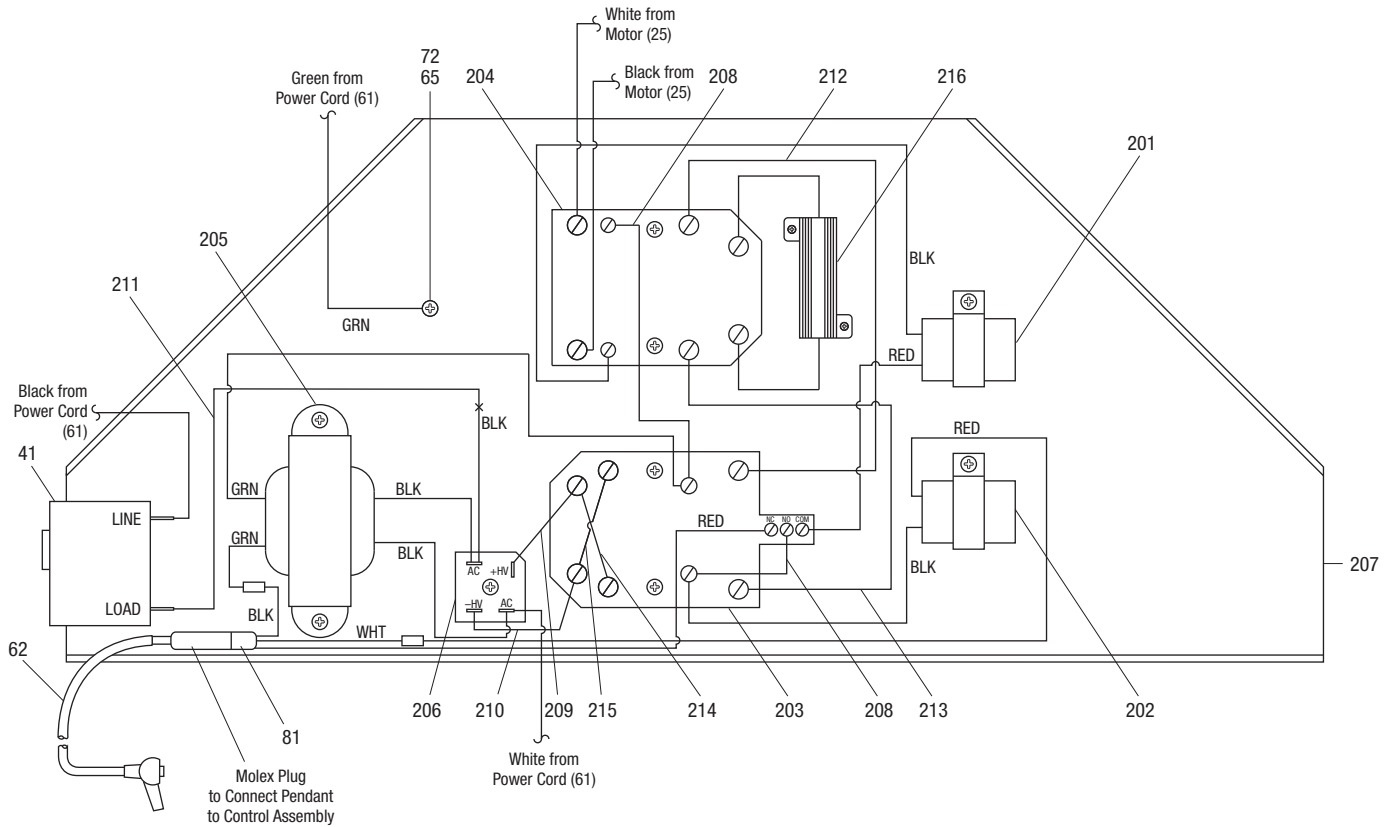 White from
Motor (25)
72
65
204
208
212
216
Green from
Power Cord (61)
Black from
Motor (25)
201
205
211
BLK
GRN
RED
Black from
Power Cord
(61)
BLK
RED
41
GRN
BLK
LINE
RED
NC
NO
COM
GRN
BLK
BLK
207
AC
+HV
-HV
AC
LOAD
BLK
WHT
62
206
210
209
215
214
203
208
213
202
81
White from
Power Cord (61)
Molex Plug
to Connect Pendant
to Control Assembly